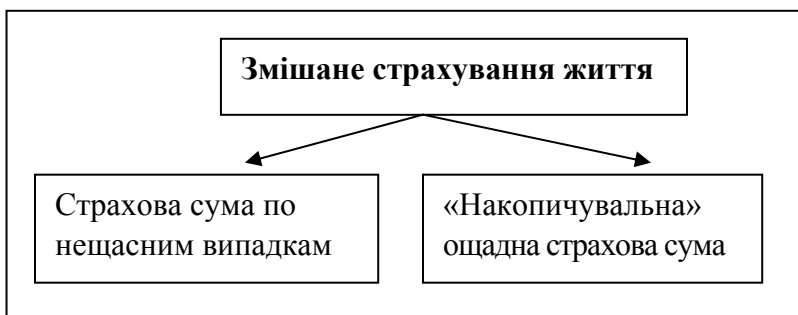 Змішане страхування життя
Страхова сума по
нещасним випадкам
«Накопичувальна»
ощадна страхова сума